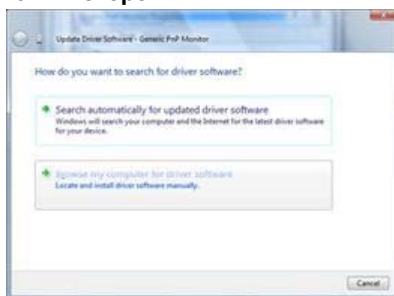 Update Driver Software - Generic PnP Monitor
How do you want to search for driver software?
Search automatically for updated driver software
Windows will search your computer and the Internet for the latest driver software
for your device.
Browse my computer for driver software
Locate and install driver software manually.
Cancel